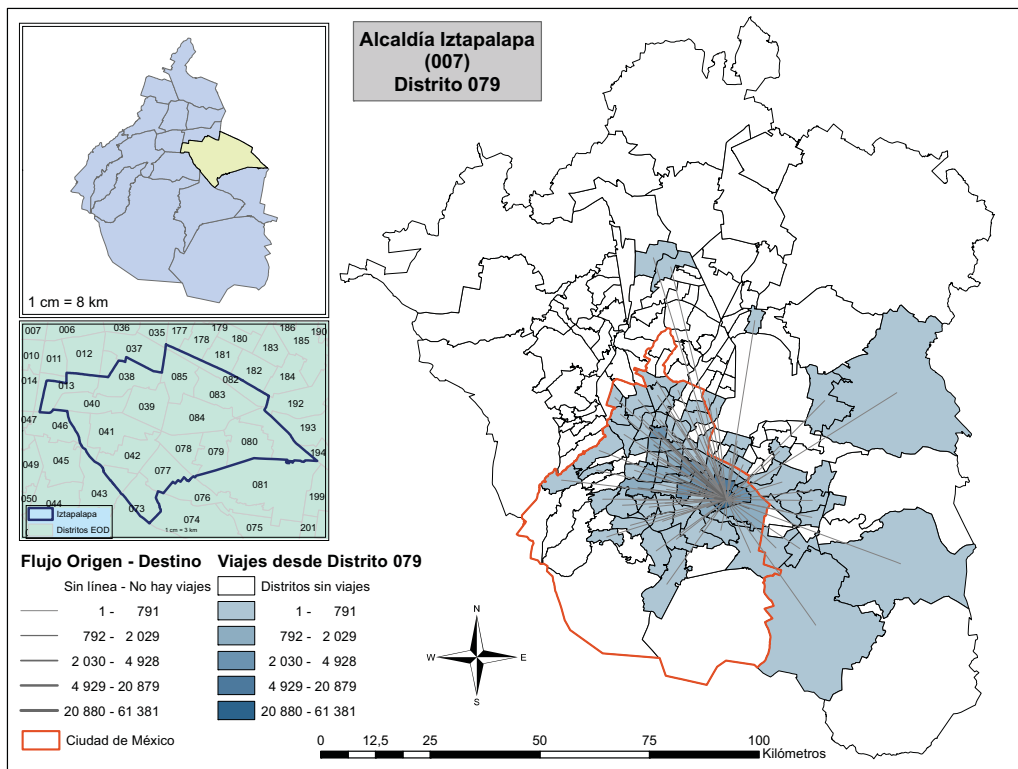 Alcaldía Iztapalapa
(007)
Distrito 079
1 cm = 8 km
007 006 036 035 177 179 186 190
010 011 012 037 178 180 183 185
181
014 013 038 085 082 182 184
083
040 039 192
047 046 041 084 193
042 078 079 080 194
049 045 077 081
050 044 043 073 076 199
074 075 201
Iztapalapa
Distritos EOD
1 cm = 3 km
Flujo Origen - Destino
Sin línea - No hay viajes
1 - 791
792 - 2 029
2 030 - 4 928
4 929 - 20 879
20 880 - 61 381
Ciudad de México
Viajes desde Distrito 079
Distritos sin viajes
1 - 791
792 - 2 029
2 030 - 4 928
4 929 - 20 879
20 880 - 61 381
N
W E
S
0 12,5 25 50 75 100
Kilómetros